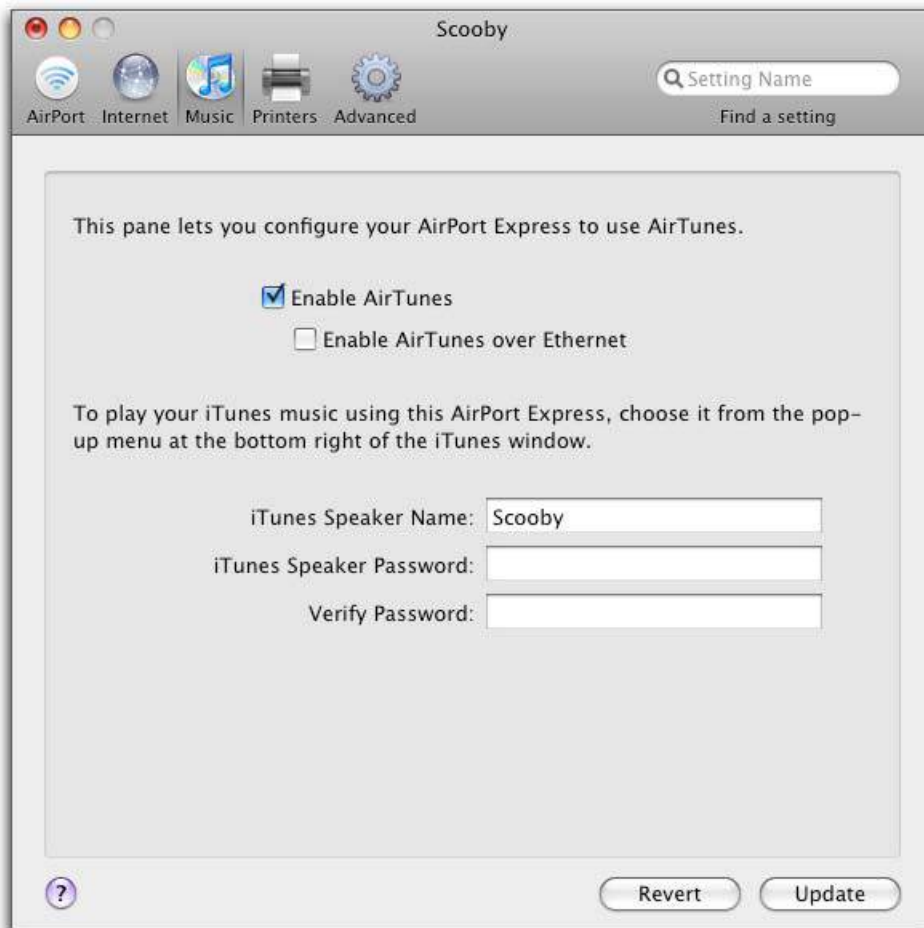 Scooby
AirPort Internet Music Printers Advanced
Setting Name
Find a setting
This pane lets you configure your AirPort Express to use AirTunes.
Enable AirTunes
Enable AirTunes over Ethernet
To play your iTunes music using this AirPort Express, choose it from the pop-
up menu at the bottom right of the iTunes window.
iTunes Speaker Name: Scooby
iTunes Speaker Password:
Verify Password:
? Revert Update